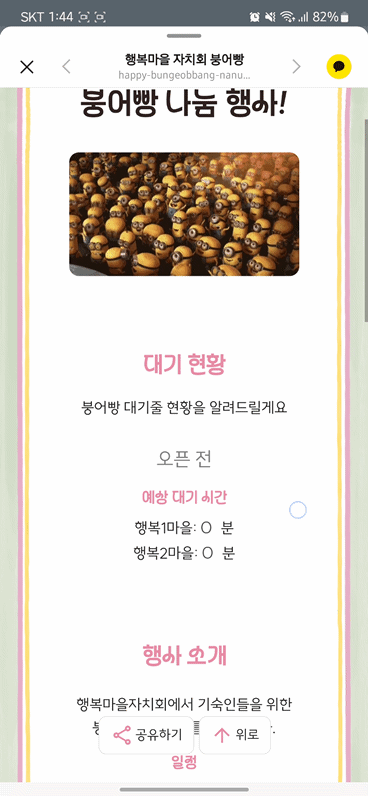 SKT 1:44 82%
행복마을 자치회 붕어빵
happy-bungeobbang-nanu...
붕어빵 나눔 행사!
대기 현황
붕어빵 대기줄 현황을 알려드릴게요
오픈 전
예상 대기 시간
행복1마을: 0 분
행복2마을: 0 분
행사 소개
행복마을자치회에서 기숙인들을 위한
공유하기 위로
일정